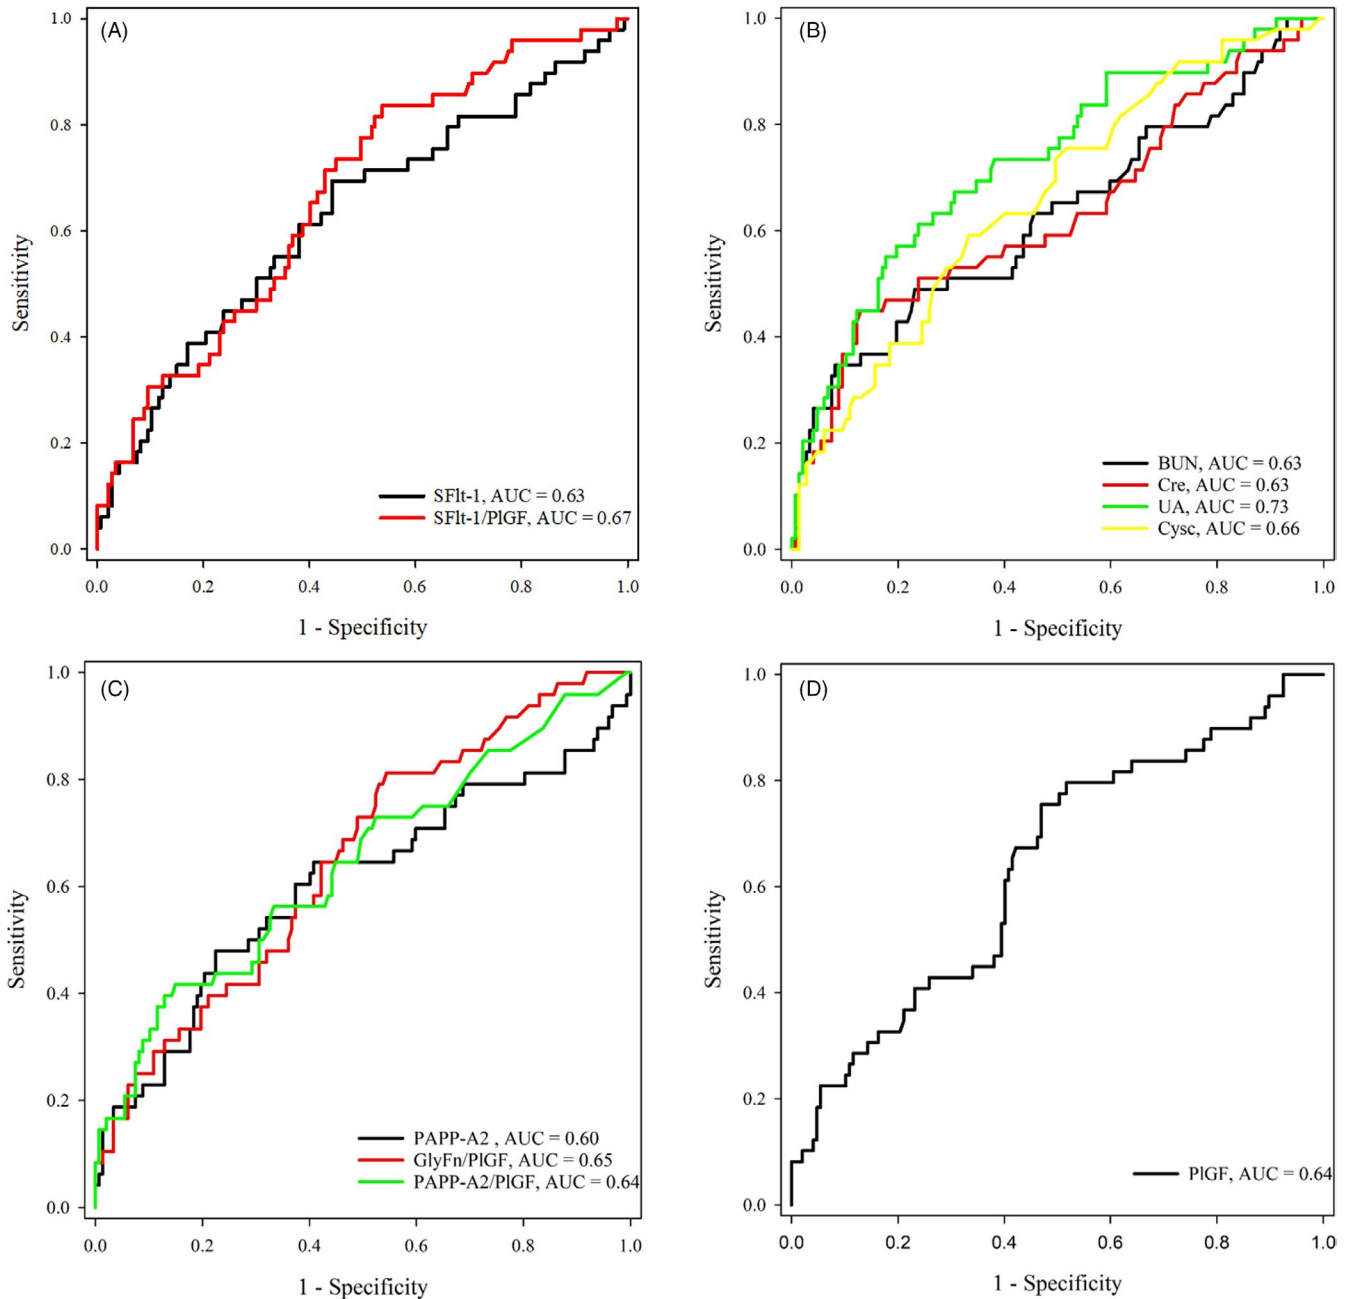 (A)
1.0
0.8
0.6
0.4
0.2
0.0
Sensitivity
SFlt-1, AUC = 0.63
SFlt-1/PlGF, AUC = 0.67
0.0 0.2 0.4 0.6 0.8 1.0
1 - Specificity
(B)
1.0
0.8
0.6
0.4
0.2
0.0
Sensitivity
BUN, AUC = 0.63
Cre, AUC = 0.63
UA, AUC = 0.73
Cysc, AUC = 0.66
0.0 0.2 0.4 0.6 0.8 1.0
1 - Specificity
(C)
1.0
0.8
0.6
0.4
0.2
0.0
Sensitivity
PAPP-A2 , AUC = 0.60
GlyFn/PlGF, AUC = 0.65
PAPP-A2/PlGF, AUC = 0.64
0.0 0.2 0.4 0.6 0.8 1.0
1 - Specificity
(D)
1.0
0.8
0.6
0.4
0.2
0.0
Sensitivity
PlGF, AUC = 0.64
0.0 0.2 0.4 0.6 0.8 1.0
1 - Specificity